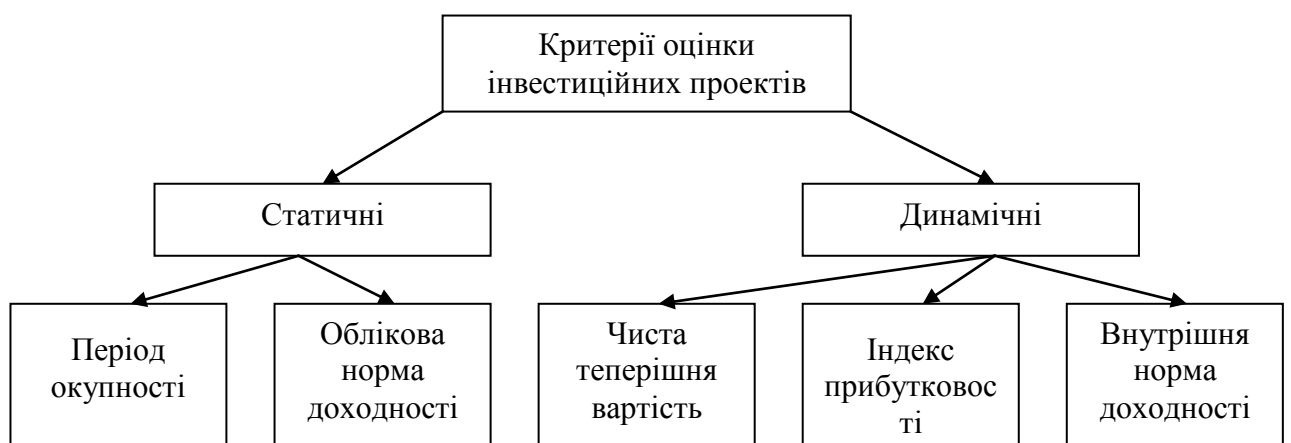 Критерії оцінки
інвестиційних проектів
Статичні
Динамічні
Період
окупності
Облікова
норма
доходності
Чиста
теперішня
вартість
Індекс
прибутковос
ті
Внутрішня
норма
доходності